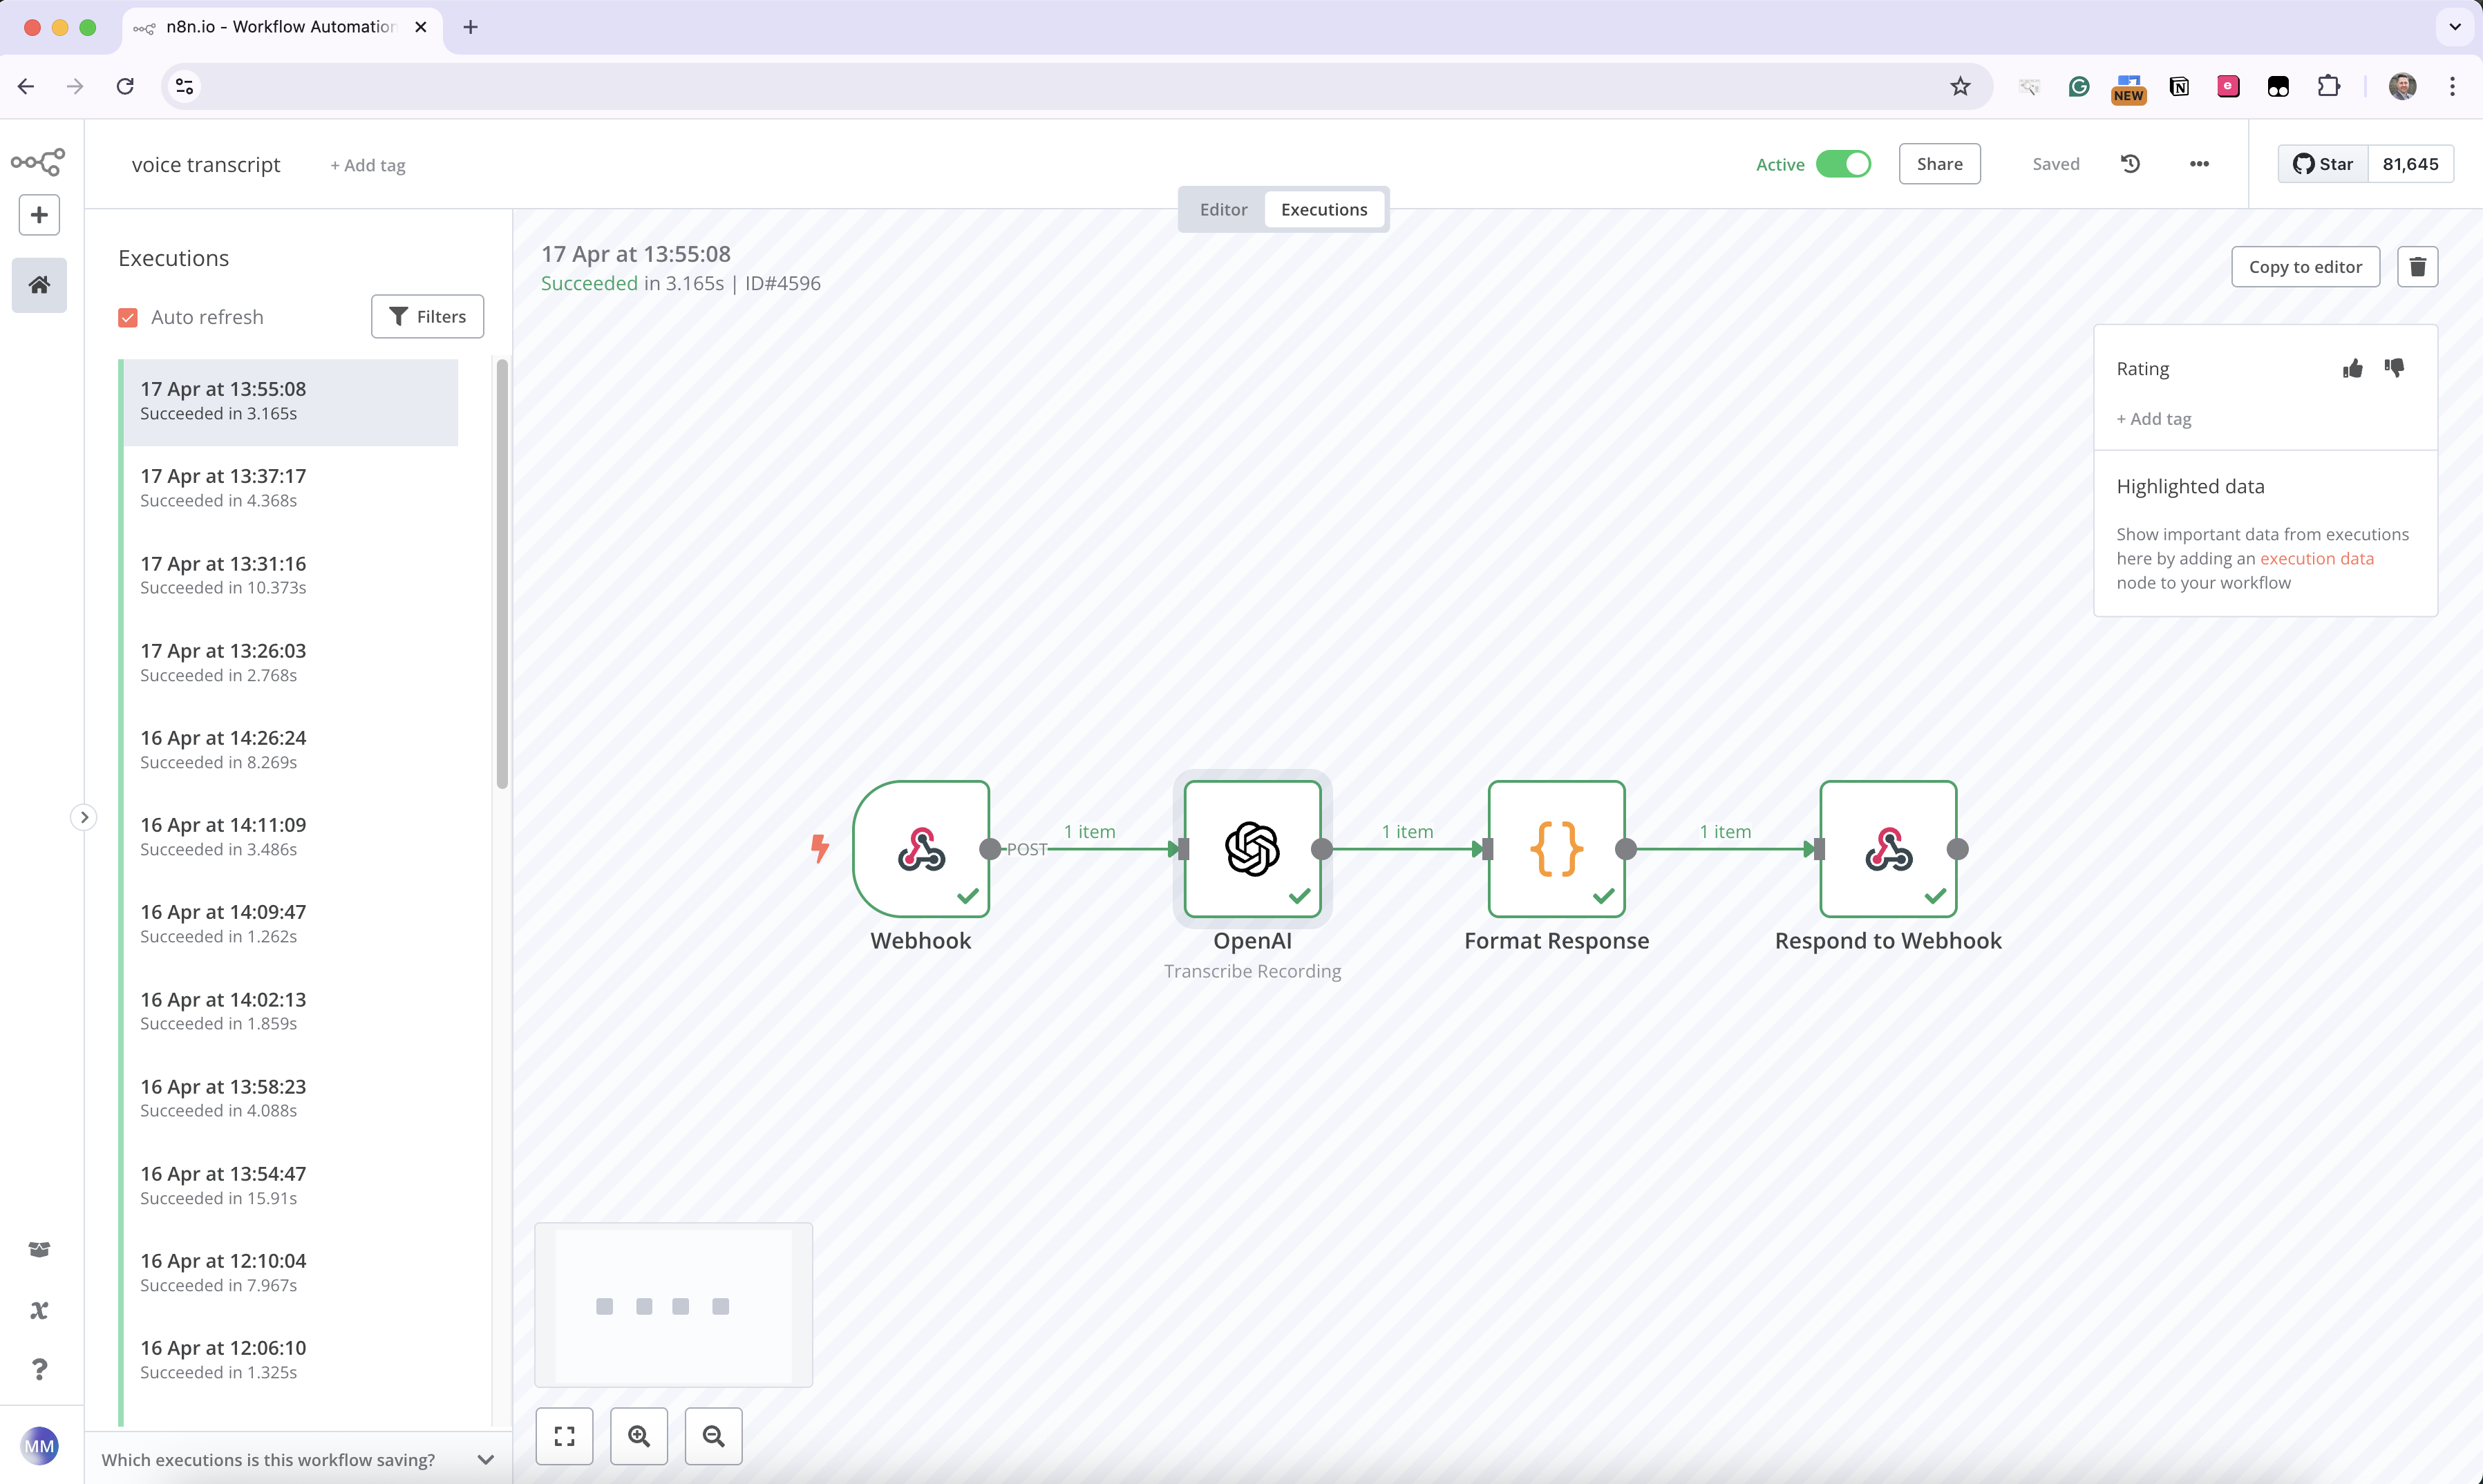 n8n.io - Workflow Automation
NEW
voice transcript
+ Add tag
Active
Share
Saved
Star
81,645
Editor
Executions
Executions
Auto refresh
Filters
17 Apr at 13:55:08
Succeeded in 3.165s
17 Apr at 13:37:17
Succeeded in 4.368s
17 Apr at 13:31:16
Succeeded in 10.373s
17 Apr at 13:26:03
Succeeded in 2.768s
16 Apr at 14:26:24
Succeeded in 8.269s
16 Apr at 14:11:09
Succeeded in 3.486s
16 Apr at 14:09:47
Succeeded in 1.262s
16 Apr at 14:02:13
Succeeded in 1.859s
16 Apr at 13:58:23
Succeeded in 4.088s
16 Apr at 13:54:47
Succeeded in 15.91s
16 Apr at 12:10:04
Succeeded in 7.967s
16 Apr at 12:06:10
Succeeded in 1.325s
Which executions is this workflow saving?
MM
17 Apr at 13:55:08
Succeeded in 3.165s | ID#4596
Copy to editor
Rating
+ Add tag
Highlighted data
Show important data from executions
here by adding an execution data
node to your workflow
POST
1 item
1 item
1 item
Webhook
OpenAI
Transcribe Recording
Format Response
Respond to Webhook